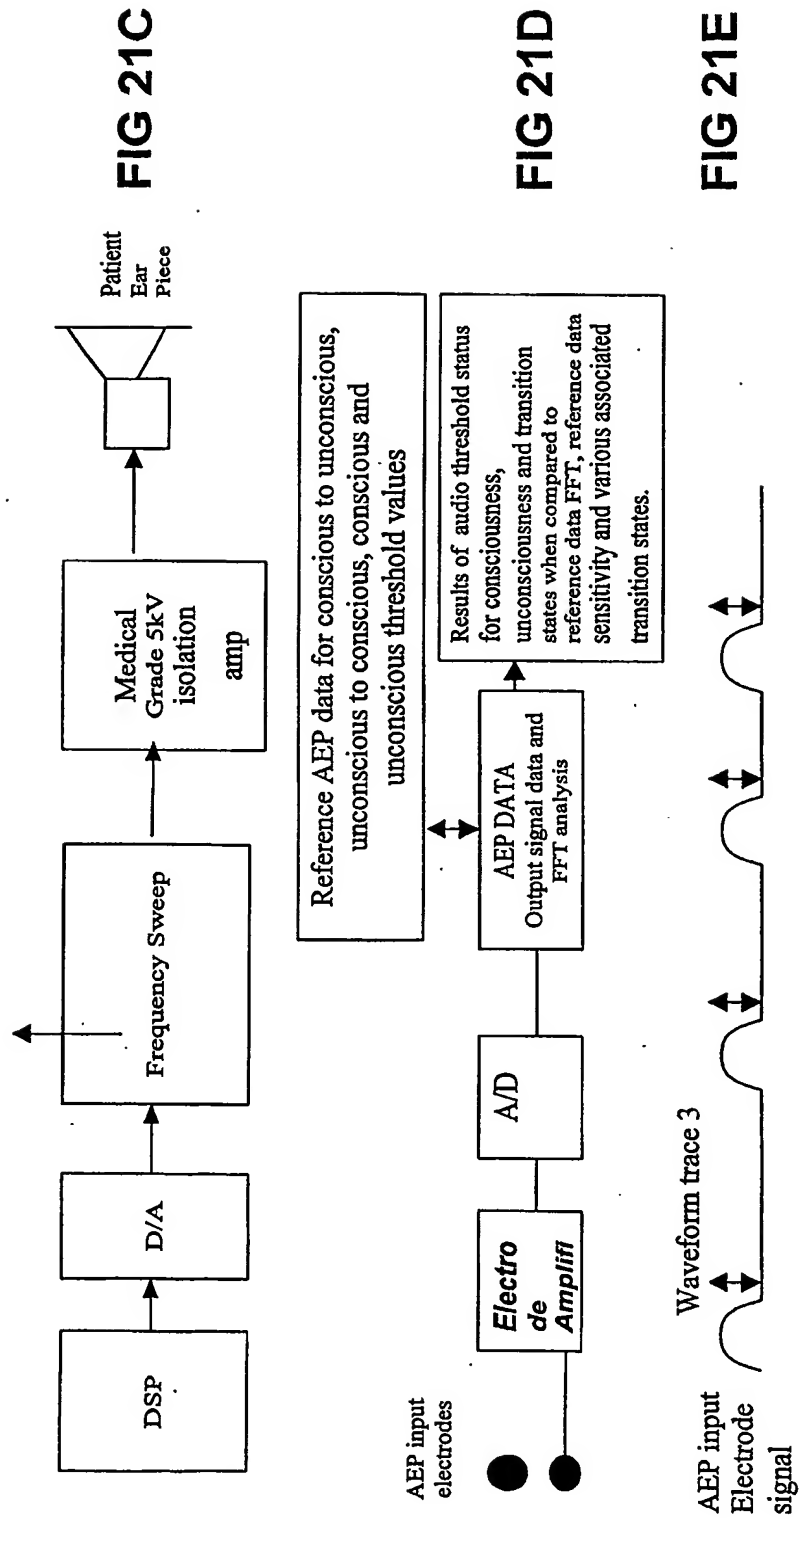 FIG 21C
DSP
D/A
Frequency Sweep
Medical
Grade 5kV
isolation
amp
Patient
Ear
Piece
FIG 21D
AEP input
electrodes
Electro
de
Amplifi
A/D
AEP DATA
Output signal data and
FFT analysis
Reference AEP data for conscious to unconscious,
unconscious to conscious, conscious and
unconscious threshold values
Results of audio threshold status
for consciousness,
unconsciousness and transition
states when compared to
reference data FFT, reference data
sensitivity and various associated
transition states.
FIG 21E
AEP input
Electrode
signal
Waveform trace 3